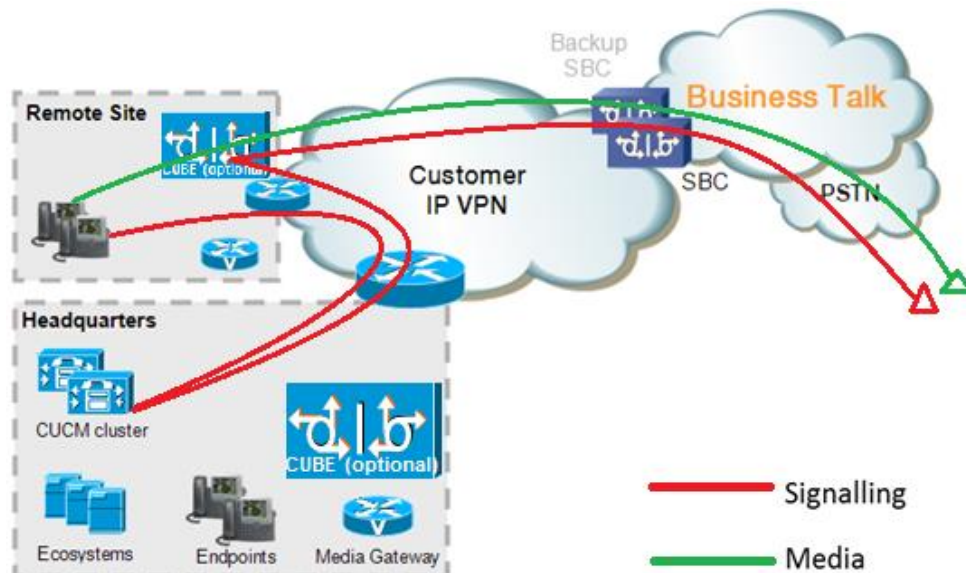 Backup
SBC
Business Talk
Remote Site
CUBE (optional)
Customer
IP VPN
SBC
PSTN
V
Headquarters
CUCM cluster
CUBE (optional)
V
Ecosystems
Endpoints
Media Gateway
Signalling
Media